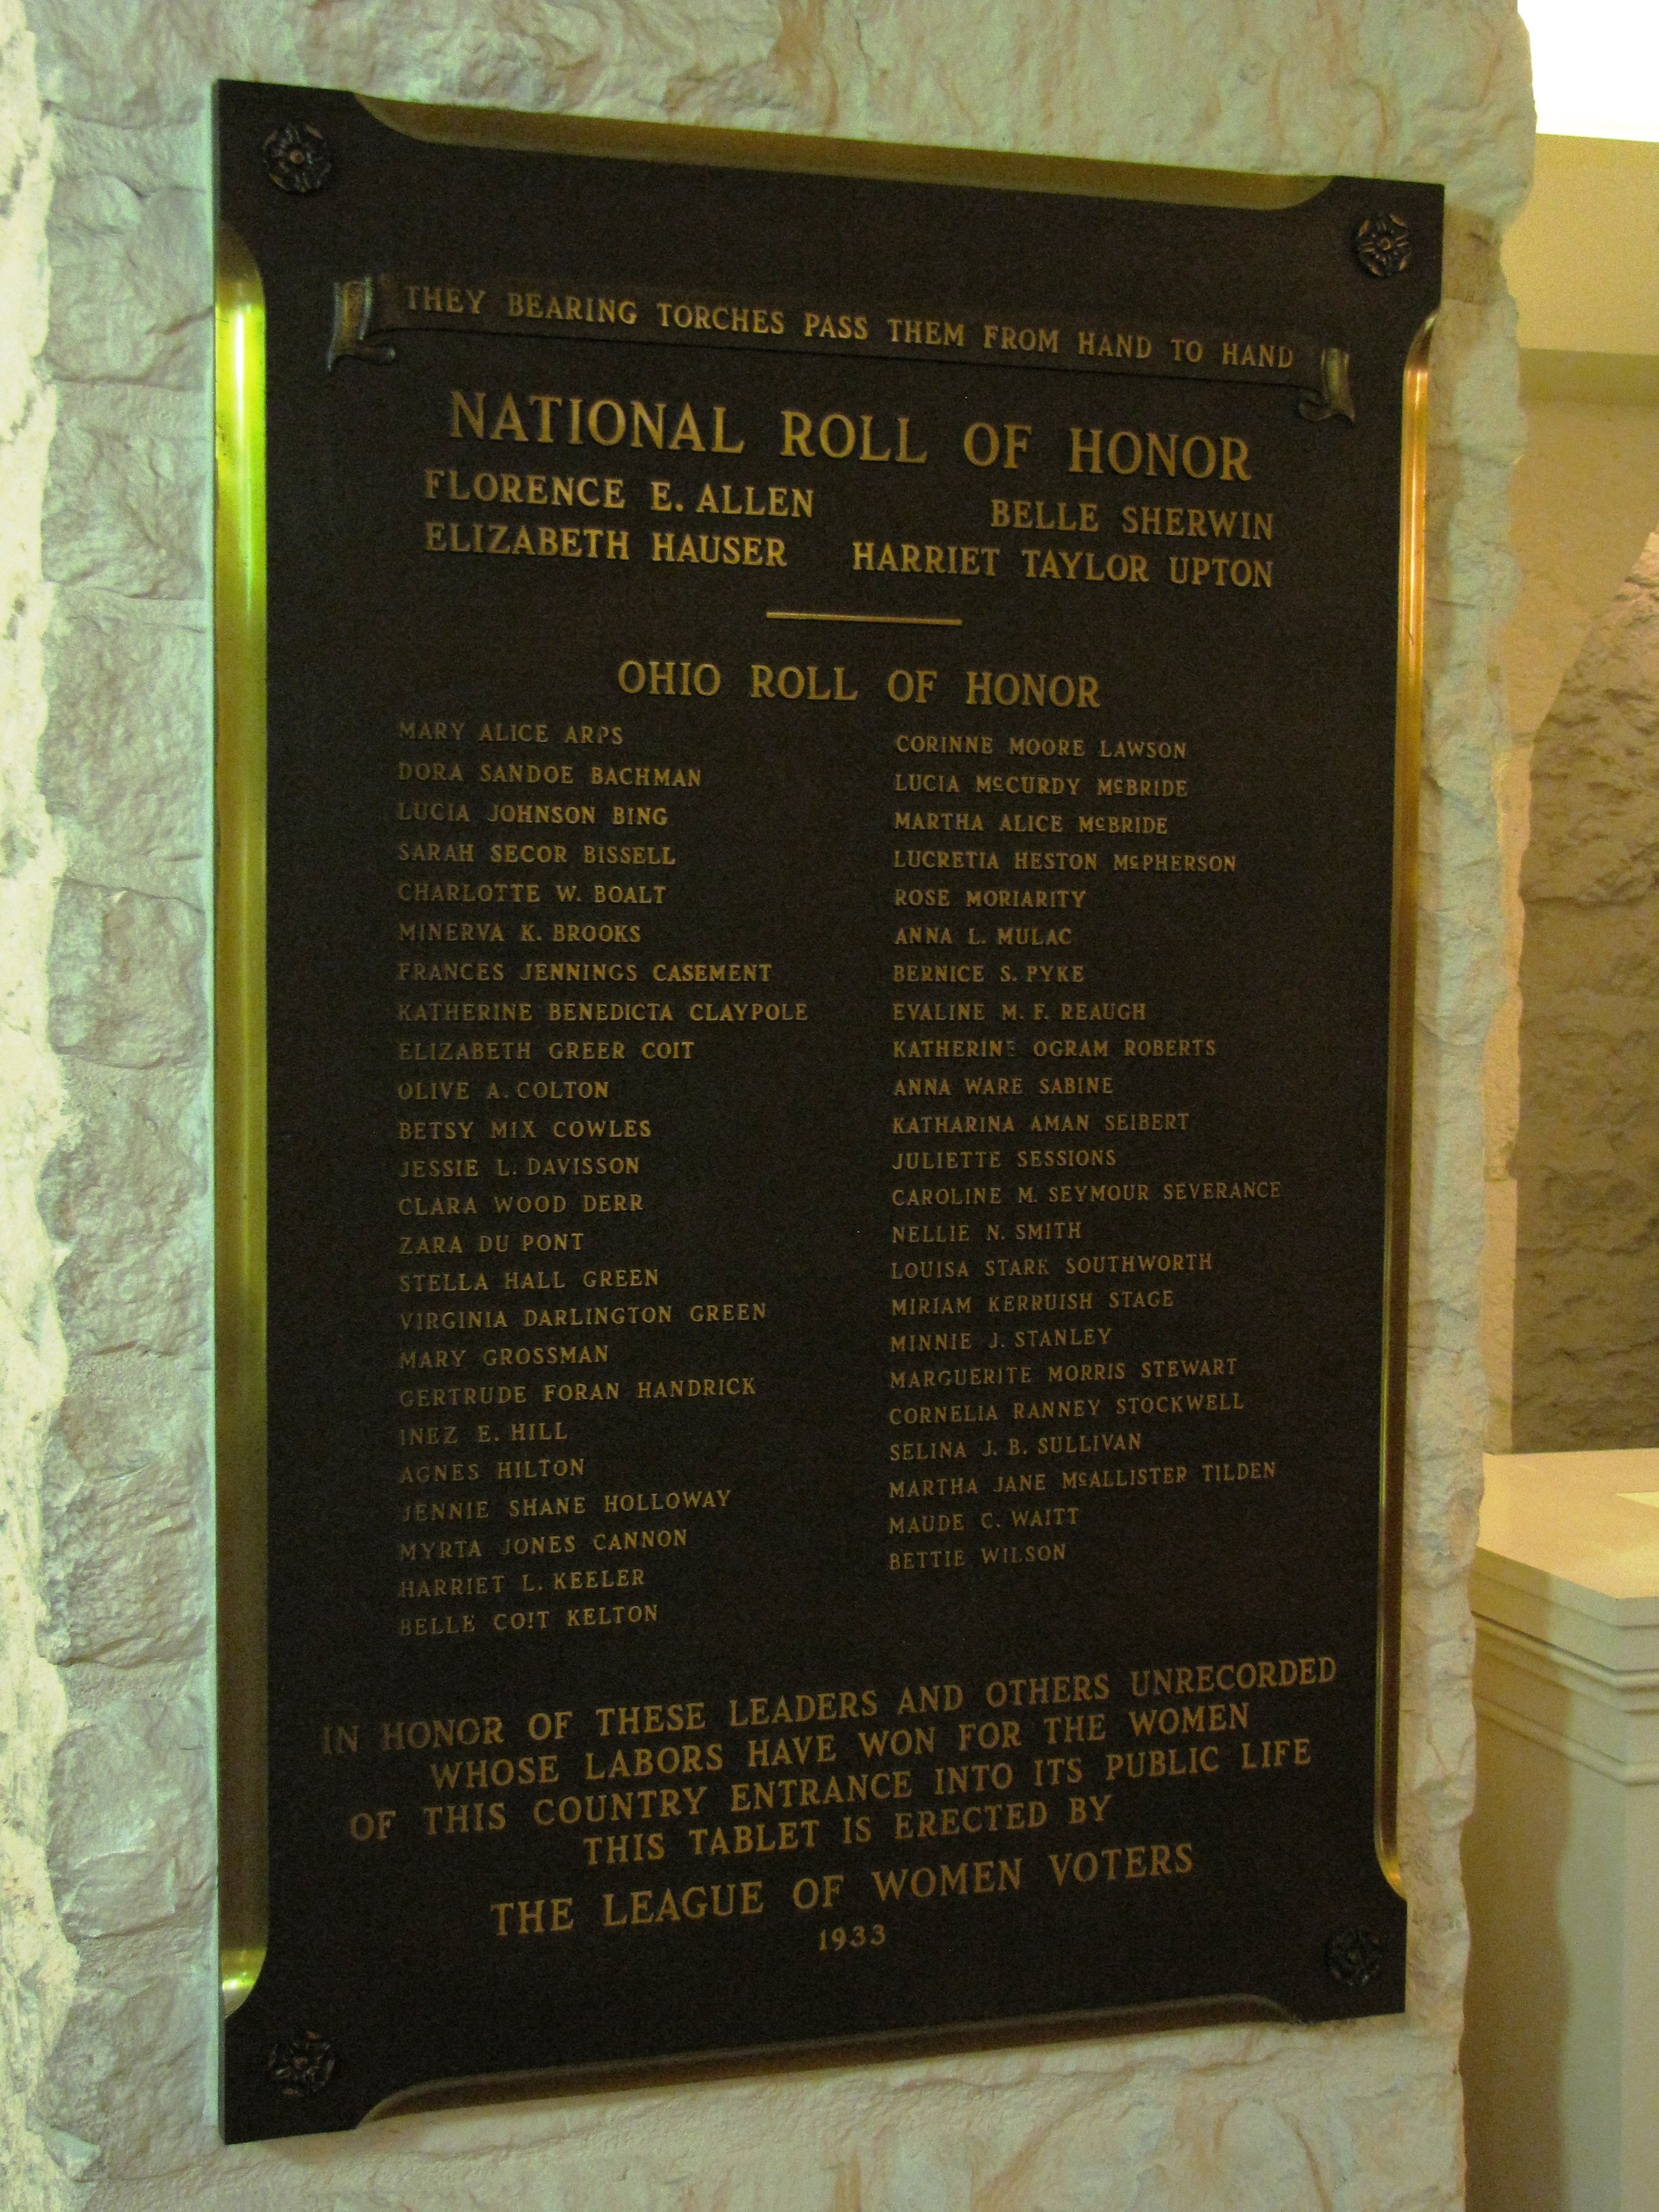 THEY BEARING TORCHES PASS THEM FROM HAND TO HAND
NATIONAL ROLL OF HONOR
FLORENCE E. ALLEN BELLE SHERWIN
ELIZABETH HAUSER HARRIET TAYLOR UPTON
OHIO ROLL OF HONOR
MARY ALICE ARPS
DORA SANDOE BACHMAN
LUCIA JOHNSON BING
SARAH SECOR BISSELL
CHARLOTTE W. BOALT
MINERVA K. BROOKS
FRANCES JENNINGS CASEMENT
KATHERINE BENEDICTA CLAYPOLE
ELIZABETH GREER COIT
OLIVE A. COLTON
BETSY MIX COWLES
JESSIE L. DAVISSON
CLARA WOOD DERR
ZARA DU PONT
STELLA HALL GREEN
VIRGINIA DARLINGTON GREEN
MARY GROSSMAN
GERTRUDE FORAN HANDRICK
INEZ E. HILL
AGNES HILTON
JENNIE SHANE HOLLOWAY
MYRTA JONES CANNON
HARRIET L. KEELER
BELLE COIT KELTON
CORINNE MOORE LAWSON
LUCIA McCURDY McBRIDE
MARTHA ALICE McBRIDE
LUCRETIA HESTON McPHERSON
ROSE MORIARITY
ANNA L. MULAC
BERNICE S. PYKE
EVALINE M. F. REAUGH
KATHERINE OGRAM ROBERTS
ANNA WARE SABINE
KATHARINA AMAN SEIBERT
JULIETTE SESSIONS
CAROLINE M. SEYMOUR SEVERANCE
NELLIE N. SMITH
LOUISA STARK SOUTHWORTH
MIRIAM KERRUISH STAGE
MINNIE J. STANLEY
MARGUERITE MORRIS STEWART
CORNELIA RANNEY STOCKWELL
SELINA J. B. SULLIVAN
MARTHA JANE McALLISTER TILDEN
MAUDE C. WAITT
BETTIE WILSON
IN HONOR OF THESE LEADERS AND OTHERS UNRECORDED
WHOSE LABORS HAVE WON FOR THE WOMEN
OF THIS COUNTRY ENTRANCE INTO ITS PUBLIC LIFE
THIS TABLET IS ERECTED BY
THE LEAGUE OF WOMEN VOTERS
1933